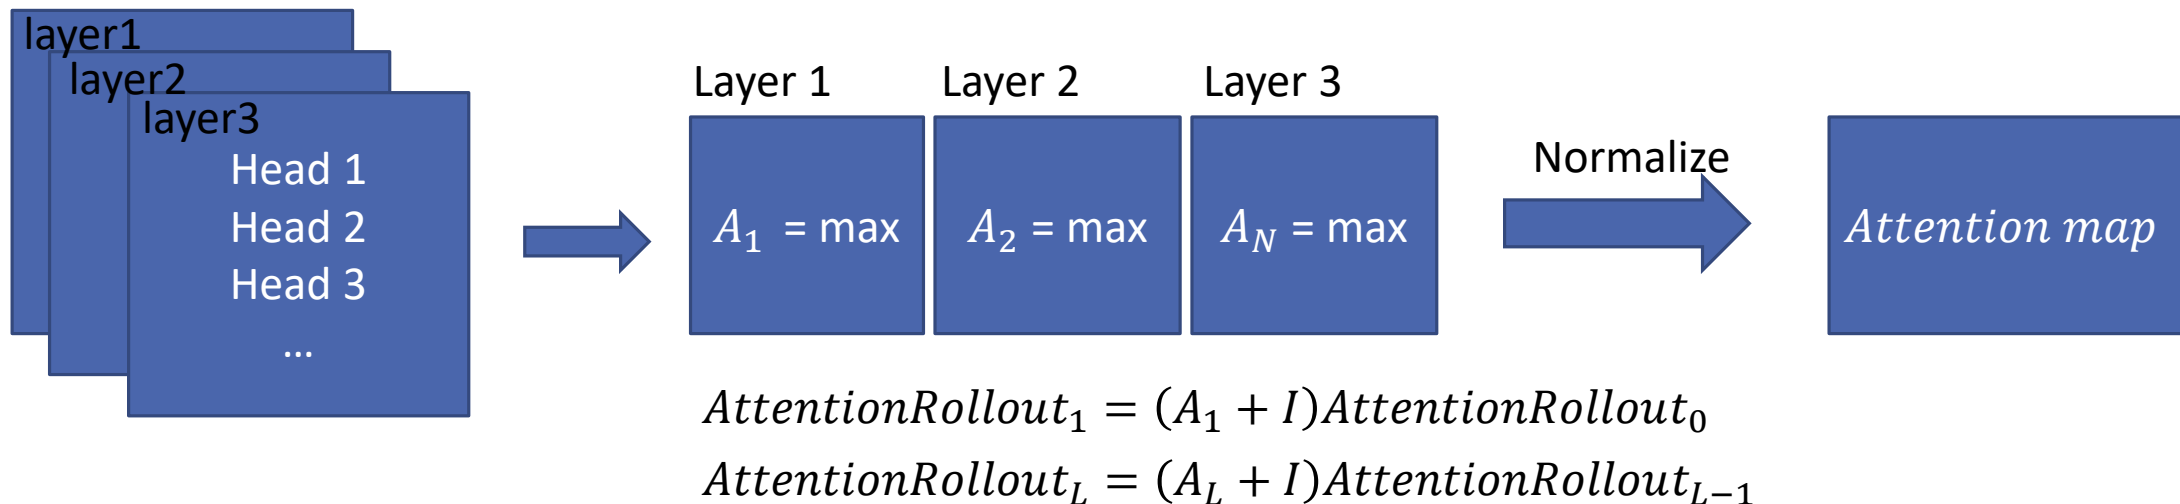 layer1
layer2
layer3
Head 1
Head 2
Head 3
...
Layer 1
Layer 2
Layer 3
A₁ = max
A₂ = max
A_N = max
Normalize
Attention map
AttentionRollout₁ = (A₁ + I)AttentionRollout₀
AttentionRollout_L = (A_L + I)AttentionRollout_{L−1}